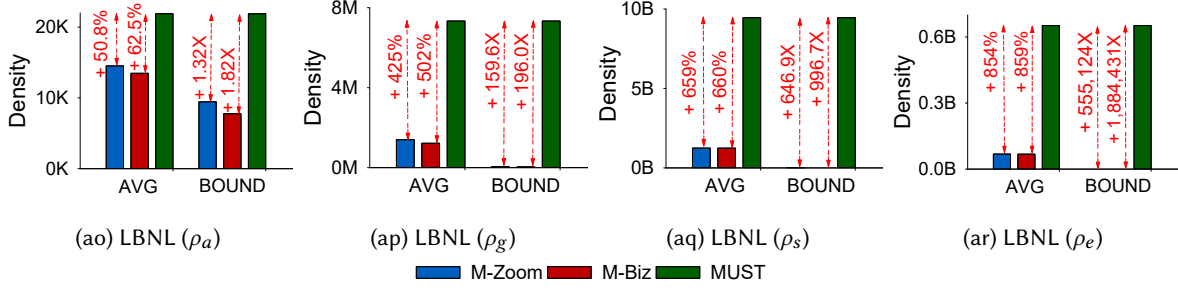 Density
20K
10K
0K
+ 50.8%
+ 62.5%
+ 1.32X
+ 1.82X
AVG
BOUND
(ao) LBNL (ρa)
Density
8M
4M
0M
+ 425%
+ 502%
+ 159.6X
+ 196.0X
AVG
BOUND
(ap) LBNL (ρg)
Density
10B
5B
0B
+ 659%
+ 660%
+ 646.9X
+ 996.7X
AVG
BOUND
(aq) LBNL (ρs)
Density
0.6B
0.3B
0.0B
+ 854%
+ 859%
+ 555,124X
+ 1,884,431X
AVG
BOUND
(ar) LBNL (ρe)
M-Zoom M-Biz MUST